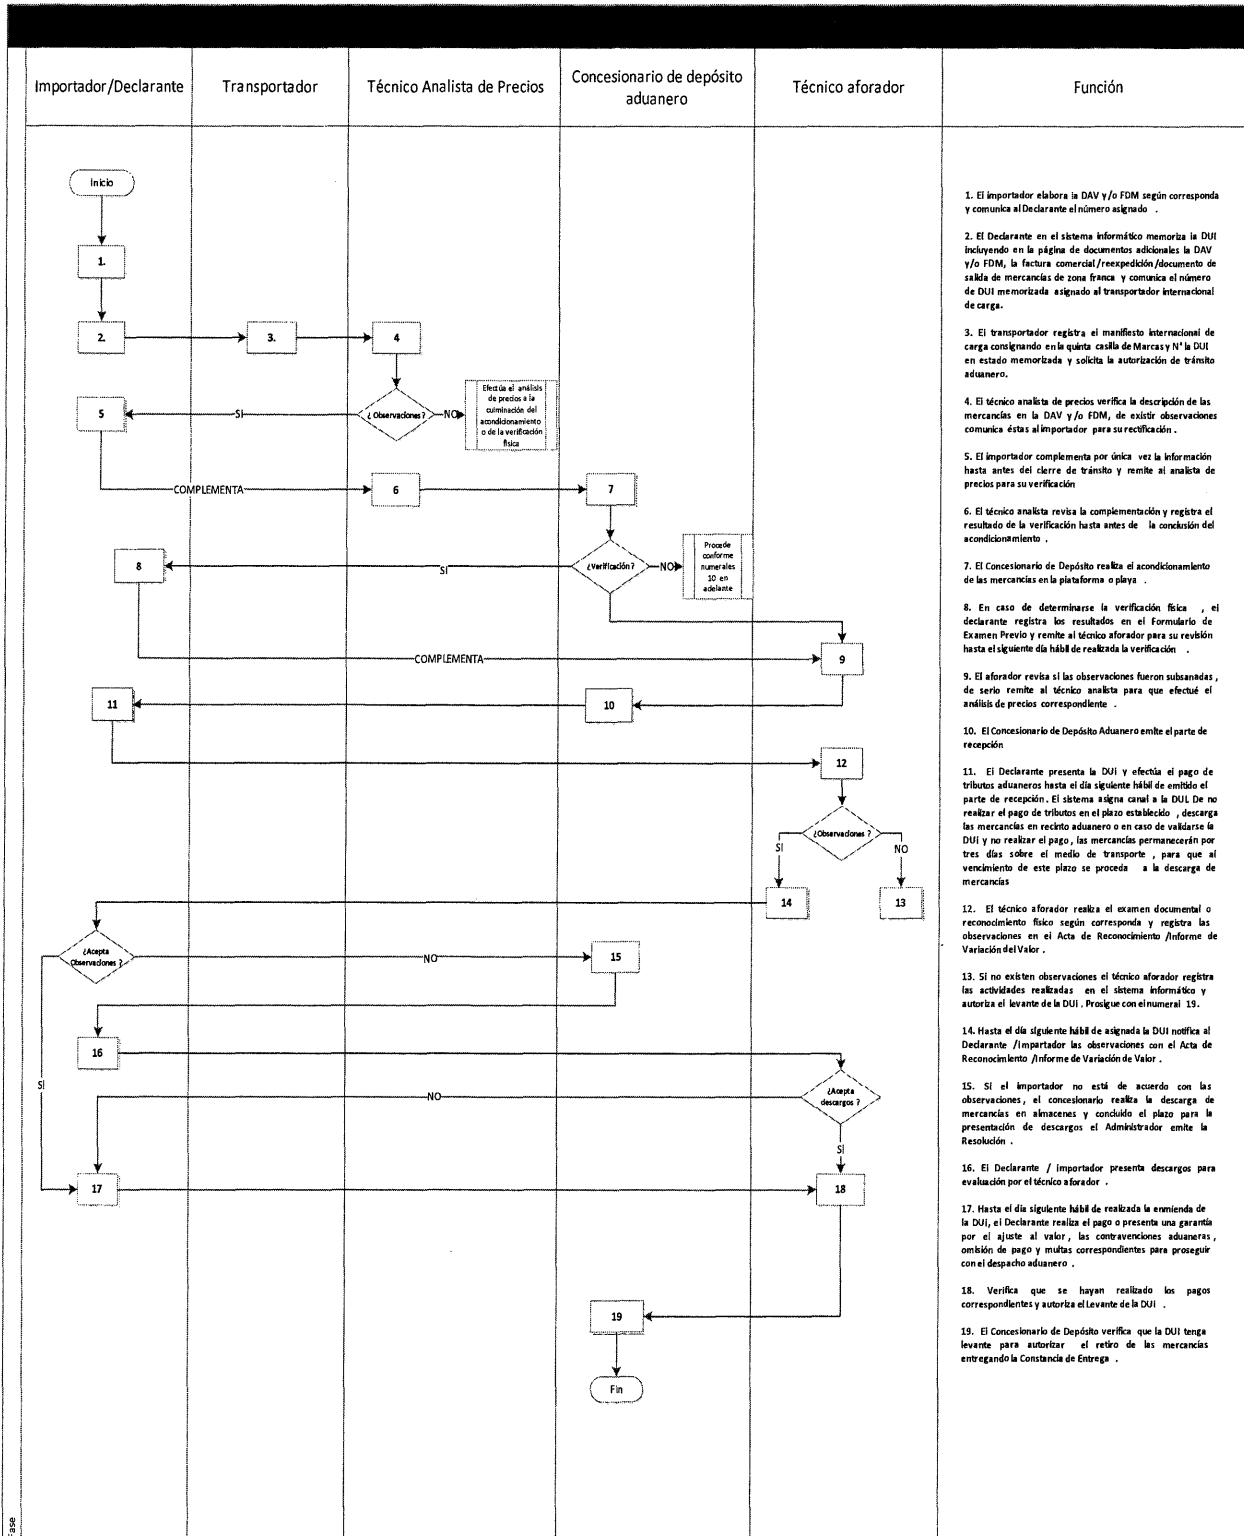 Importador/Declarante
Transportador
Técnico Analista de Precios
Concesionario de depósito
aduanero
Técnico aforador
Función
Inicio
1.
2.
3.
4
¿ Observaciones ?
SI
NO
Efectúa el análisis
de precios a la
culminación del
acondicionamiento
o de la verificación
física
5
COMPLEMENTA
6
7
¿Verificación ?
SI
NO
Procede
conforme
numerales
10 en
adelante
8
COMPLEMENTA
9
10
11
12
¿Observaciones ?
SI
NO
14
13
¿Acepta
Observaciones ?
NO
15
SI
16
¿Acepta
descargos ?
NO
SI
17
18
19
Fin
Fase
1. El importador elabora la DAV y/o FDM según corresponda
y comunica al Declarante el número asignado .
2. El Declarante en el sistema informático memoriza la DUI
incluyendo en la página de documentos adicionales la DAV
y/o FDM, la factura comercial/reexpedición/documento de
salida de mercancías de zona franca y comunica el número
de DUI memorizada asignado al transportador internacional
de carga.
3. El transportador registra el manifiesto internacional de
carga consignando en la quinta casilla de Marcas y N° la DUI
en estado memorizada y solicita la autorización de tránsito
aduanero.
4. El técnico analista de precios verifica la descripción de las
mercancías en la DAV y/o FDM, de existir observaciones
comunica éstas al importador para su rectificación .
5. El importador complementa por única vez la información
hasta antes del cierre de tránsito y remite al analista de
precios para su verificación
6. El técnico analista revisa la complementación y registra el
resultado de la verificación hasta antes de la conclusión del
acondicionamiento .
7. El Concesionario de Depósito realiza el acondicionamiento
de las mercancías en la plataforma o playa .
8. En caso de determinarse la verificación física , el
declarante registra los resultados en el Formulario de
Examen Previo y remite al técnico aforador para su revisión
hasta el siguiente día hábil de realizada la verificación .
9. El aforador revisa si las observaciones fueron subsanadas ,
de serlo remite al técnico analista para que efectué el
análisis de precios correspondiente .
10. El Concesionario de Depósito Aduanero emite el parte de
recepción
11. El Declarante presenta la DUI y efectúa el pago de
tributos aduaneros hasta el día siguiente hábil de emitido el
parte de recepción. El sistema asigna canal a la DUI. De no
realizar el pago de tributos en el plazo establecido , descarga
las mercancías en recinto aduanero o en caso de validarse la
DUI y no realizar el pago , las mercancías permanecerán por
tres días sobre el medio de transporte , para que al
vencimiento de este plazo se proceda a la descarga de
mercancías
12. El técnico aforador realiza el examen documental o
reconocimiento físico según corresponda y registra las
observaciones en el Acta de Reconocimiento /Informe de
Variación del Valor .
13. Si no existen observaciones el técnico aforador registra
las actividades realizadas en el sistema informático y
autoriza el levante de la DUI . Prosigue con el numeral 19.
14. Hasta el día siguiente hábil de asignada la DUI notifica al
Declarante /Impartador las observaciones con el Acta de
Reconocimiento /Informe de Variación de Valor .
15. Si el importador no está de acuerdo con las
observaciones , el concesionario realiza la descarga de
mercancías en almacenes y concluido el plazo para la
presentación de descargos el Administrador emite la
Resolución .
16. El Declarante / Importador presenta descargos para
evaluación por el técnico aforador .
17. Hasta el día siguiente hábil de realizada la enmienda de
la DUI, el Declarante realiza el pago o presenta una garantía
por el ajuste al valor , las contravenciones aduaneras ,
omisión de pago y multas correspondientes para proseguir
con el despacho aduanero .
18. Verifica que se hayan realizado los pagos
correspondientes y autoriza el Levante de la DUI .
19. El Concesionario de Depósito verifica que la DUI tenga
levante para autorizar el retiro de las mercancías
entregando la Constancia de Entrega .